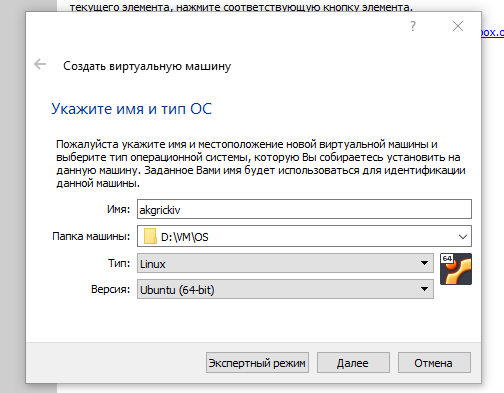 текущего элемента, нажмите соответствующую кнопку элемента.
box.o
?
Создать виртуальную машину
Укажите имя и тип ОС
Пожалуйста укажите имя и местоположение новой виртуальной машины и
выберите тип операционной системы, которую Вы собираетесь установить на
данную машину. Заданное Вами имя будет использоваться для идентификации
данной машины.
Имя: akgrickiv
Папка машины: D:\VM\OS
Тип: Linux
64
Версия: Ubuntu (64-bit)
Экспертный режим Далее Отмена